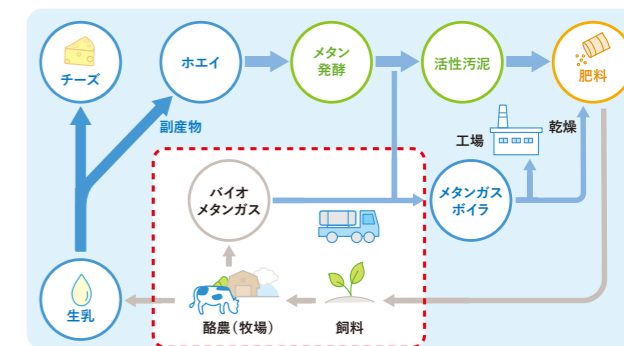 チーズ
ホエイ
メタン
発酵
活性汚泥
肥料
副産物
工場
乾燥
バイオ
メタンガス
メタンガス
ボイラ
生乳
酪農(牧場)
飼料